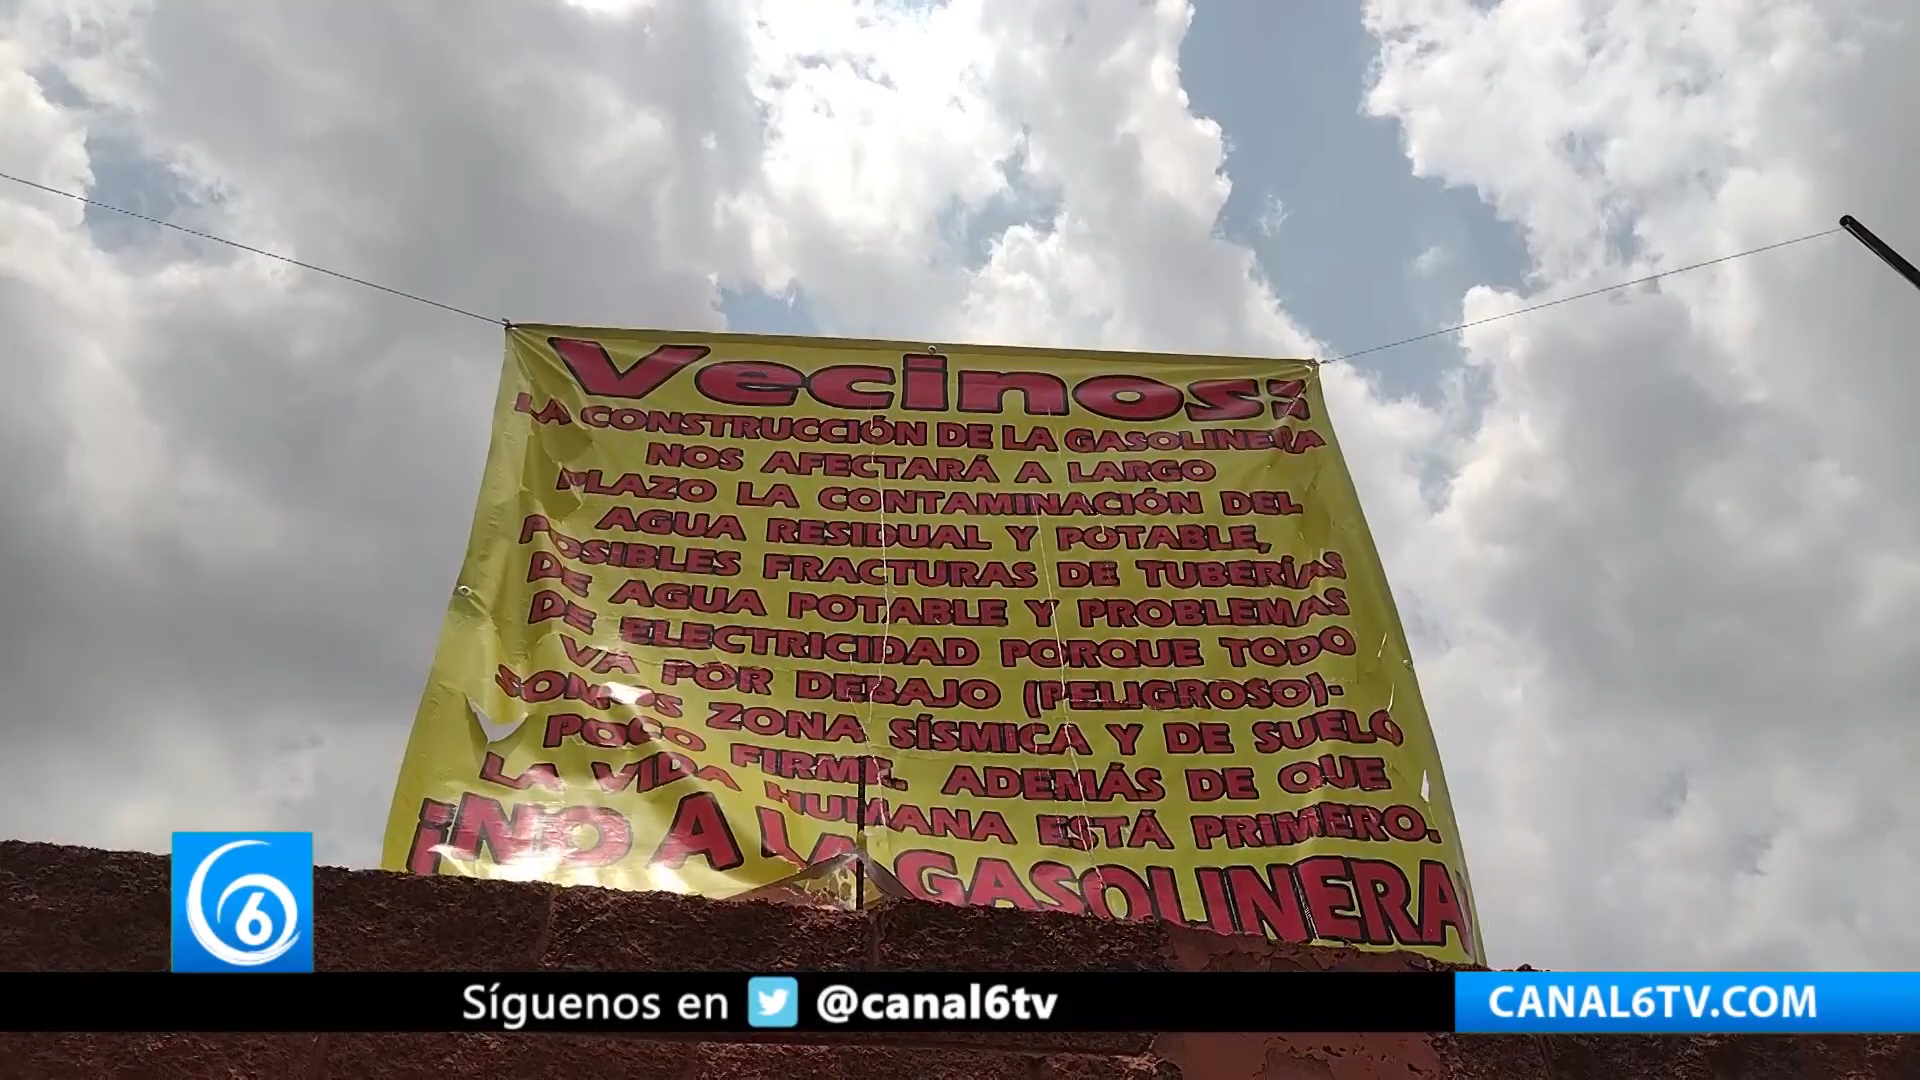 Vecinos:
LA CONSTRUCCIÓN DE LA GASOLINERA
NOS AFECTARÁ A LARGO
PLAZO LA CONTAMINACIÓN DEL
AGUA RESIDUAL Y POTABLE,
POSIBLES FRACTURAS DE TUBERÍAS
DE AGUA POTABLE Y PROBLEMAS
DE ELECTRICIDAD PORQUE TODO
VA POR DEBAJO (PELIGROSO)-
SOMOS ZONA SÍSMICA Y DE SUELO
POCO FIRME. ADEMÁS DE QUE
LA VIDA HUMANA ESTÁ PRIMERO.
¡NO A LA GASOLINERA!
6
Síguenos en @canal6tv
CANAL6TV.COM